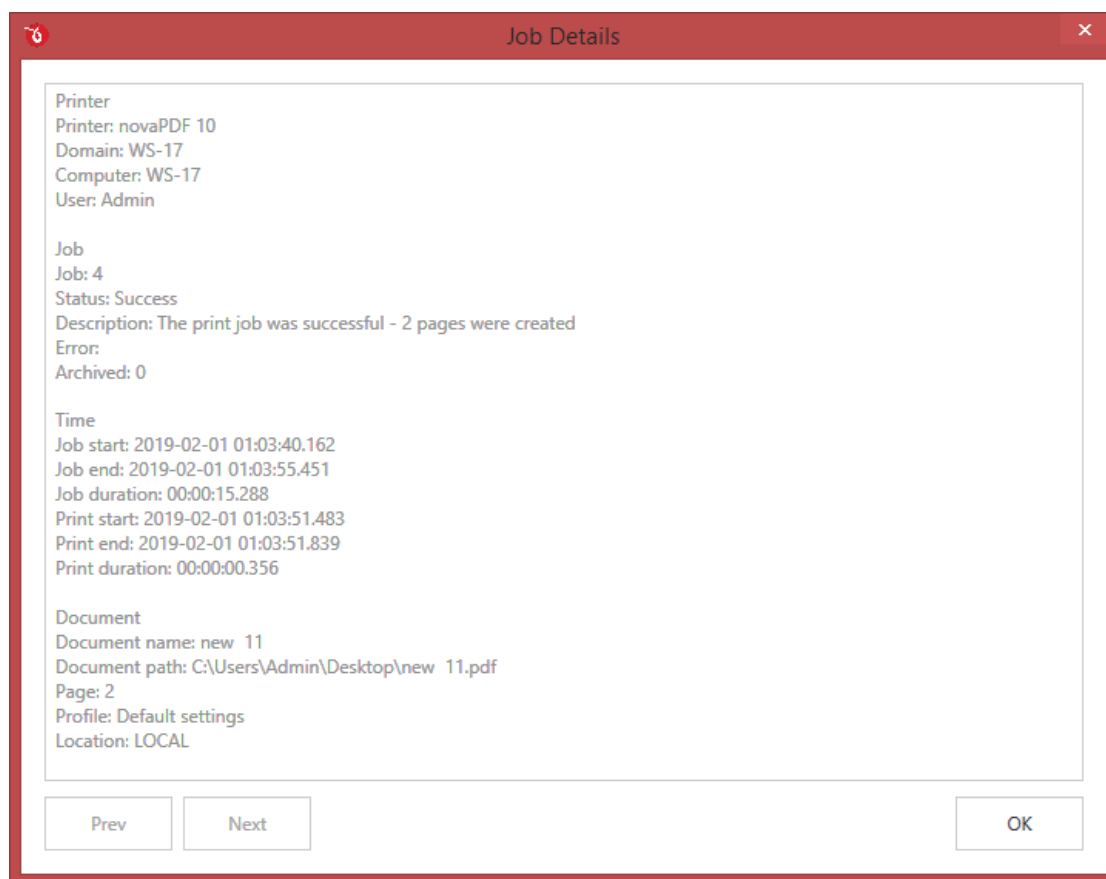 Job Details
Printer
Printer: novaPDF 10
Domain: WS-17
Computer: WS-17
User: Admin
Job
Job: 4
Status: Success
Description: The print job was successful - 2 pages were created
Error:
Archived: 0
Time
Job start: 2019-02-01 01:03:40.162
Job end: 2019-02-01 01:03:55.451
Job duration: 00:00:15.288
Print start: 2019-02-01 01:03:51.483
Print end: 2019-02-01 01:03:51.839
Print duration: 00:00:00.356
Document
Document name: new  11
Document path: C:\Users\Admin\Desktop\new  11.pdf
Page: 2
Profile: Default settings
Location: LOCAL
Prev Next OK